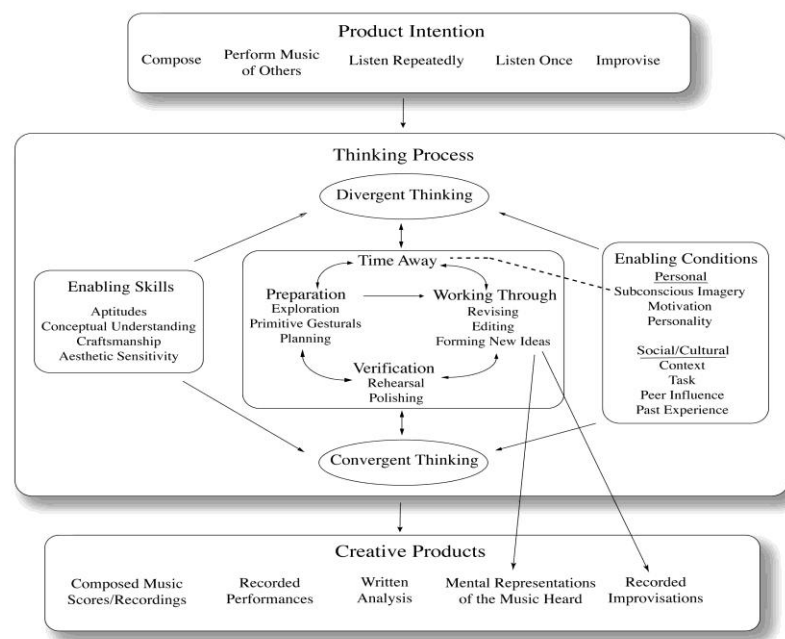 Product Intention
Compose
Perform Music
of Others
Listen Repeatedly
Listen Once
Improvise
Thinking Process
Divergent Thinking
Time Away
Enabling Skills
Aptitudes
Conceptual Understanding
Craftsmanship
Aesthetic Sensitivity
Preparation
Exploration
Primitive Gesturals
Planning
Working Through
Revising
Editing
Forming New Ideas
Verification
Rehearsal
Polishing
Enabling Conditions
Personal
Subconscious Imagery
Motivation
Personality
Social/Cultural
Context
Task
Peer Influence
Past Experience
Convergent Thinking
Creative Products
Composed Music
Scores/Recordings
Recorded
Performances
Written
Analysis
Mental Representations
of the Music Heard
Recorded
Improvisations